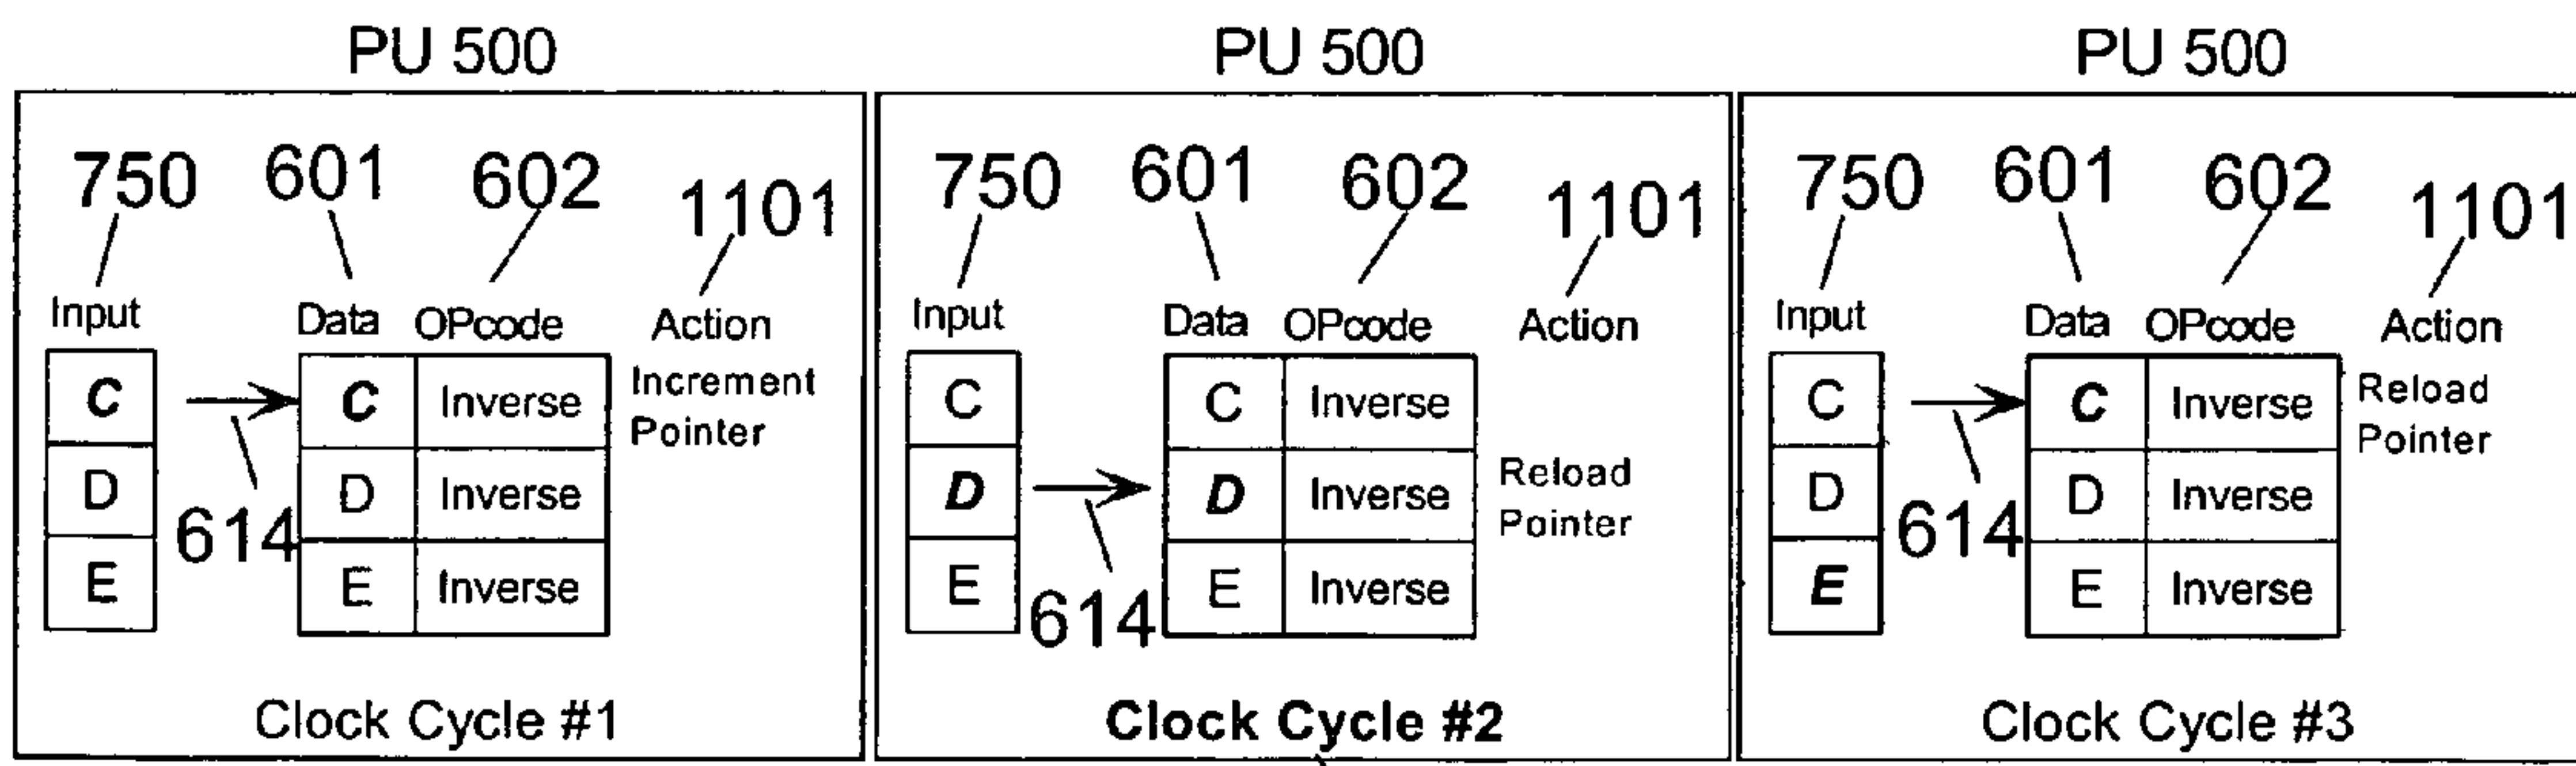 PU 500
750 601 602 1101
Input Data OPcode Action
C C Inverse Increment
Pointer
D D Inverse
614
E E Inverse
Clock Cycle #1
PU 500
750 601 602 1101
Input Data OPcode Action
C C Inverse
D D Inverse Reload
Pointer
E E Inverse
614
Clock Cycle #2
PU 500
750 601 602 1101
Input Data OPcode Action
C C Inverse Reload
Pointer
D D Inverse
614
E E Inverse
Clock Cycle #3